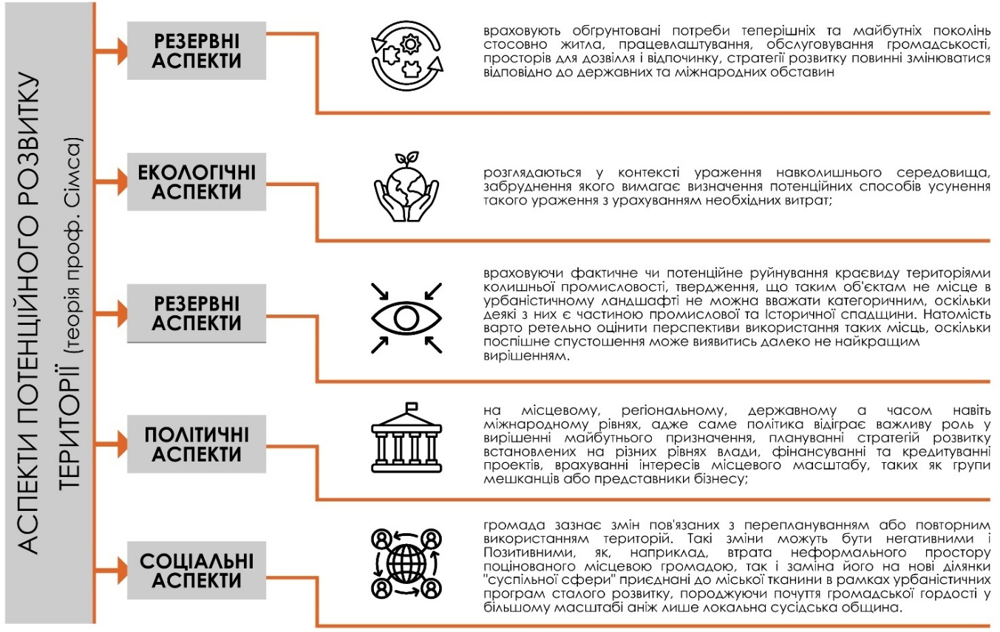 АСПЕКТИ ПОТЕНЦІЙНОГО РОЗВИТКУ
ТЕРИТОРІЇ (теорія проф. Сімса)
РЕЗЕРВНІ
АСПЕКТИ
враховують обґрунтовані потреби теперішніх та майбутніх поколінь
стосовно житла, працевлаштування, обслуговування громадськості,
просторів для дозвілля і відпочинку, стратегії розвитку повинні змінюватися
відповідно до державних та міжнародних обставин
ЕКОЛОГІЧНІ
АСПЕКТИ
розглядаються у контексті ураження навколишнього середовища,
забруднення якого вимагає визначення потенційних способів усунення
такого ураження з урахуванням необхідних витрат;
РЕЗЕРВНІ
АСПЕКТИ
враховуючи фактичне чи потенційне руйнування краєвиду територіями
колишньої промисловості, твердження, що таким об'єктам не місце в
урбаністичному ландшафті не можна вважати категоричним, оскільки
деякі з них є частиною промислової та Історичної спадщини. Натомість
варто ретельно оцінити перспективи використання таких місць, оскільки
поспішне спустошення може виявитись далеко не найкращим
вирішенням.
ПОЛІТИЧНІ
АСПЕКТИ
на місцевому, регіональному, державному а часом навіть
міжнародному рівнях, адже саме політика відіграє важливу роль у
вирішенні майбутнього призначення, плануванні стратегій розвитку
встановлених на різних рівнях влади, фінансуванні та кредитуванні
проектів, врахуванні інтересів місцевого масштабу, таких як групи
мешканців або представники бізнесу;
СОЦІАЛЬНІ
АСПЕКТИ
громада зазнає змін пов'язаних з переплануванням або повторним
використанням територій. Такі зміни можуть бути негативними і
Позитивними, як, наприклад, втрата неформального простору
поцінованого місцевою громадою, так і заміна його на нові ділянки
"суспільної сфери" приєднані до міської тканини в рамках урбаністичних
програм сталого розвитку, породжуючи почуття громадської гордості у
більшому масштабі аніж лише локальна сусідська община.